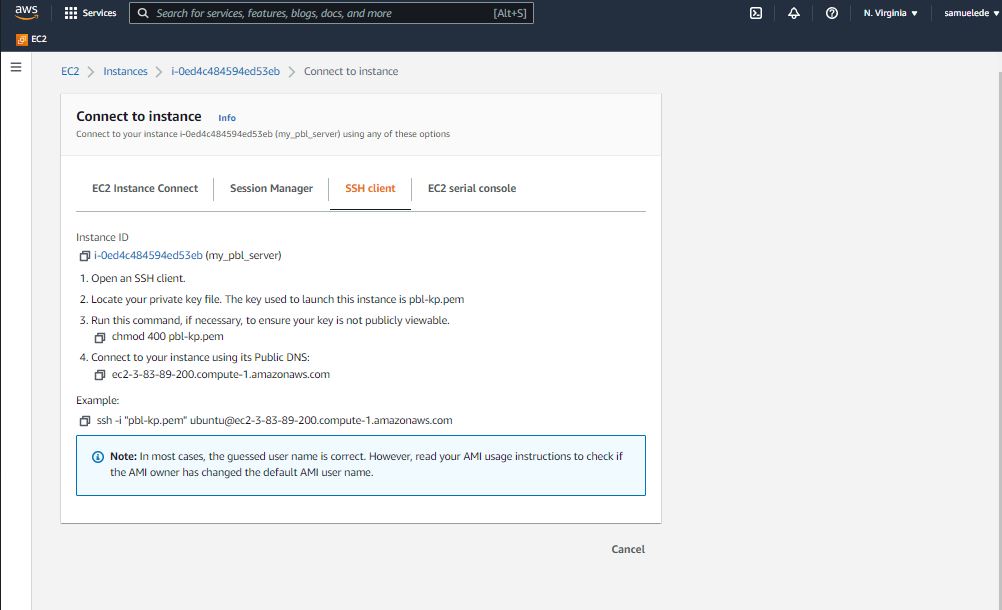 aws
Services
Search for services, features, blogs, docs, and more
[Alt+S]
N. Virginia
samuelede
EC2
EC2 Instances i-0ed4c484594ed53eb Connect to instance
Connect to instance Info
Connect to your instance i-0ed4c484594ed53eb (my_pbl_server) using any of these options
EC2 Instance Connect
Session Manager
SSH client
EC2 serial console
Instance ID
i-0ed4c484594ed53eb (my_pbl_server)
1. Open an SSH client.
2. Locate your private key file. The key used to launch this instance is pbl-kp.pem
3. Run this command, if necessary, to ensure your key is not publicly viewable.
chmod 400 pbl-kp.pem
4. Connect to your instance using its Public DNS:
ec2-3-83-89-200.compute-1.amazonaws.com
Example:
ssh -i "pbl-kp.pem" ubuntu@ec2-3-83-89-200.compute-1.amazonaws.com
Note: In most cases, the guessed user name is correct. However, read your AMI usage instructions to check if
the AMI owner has changed the default AMI user name.
Cancel